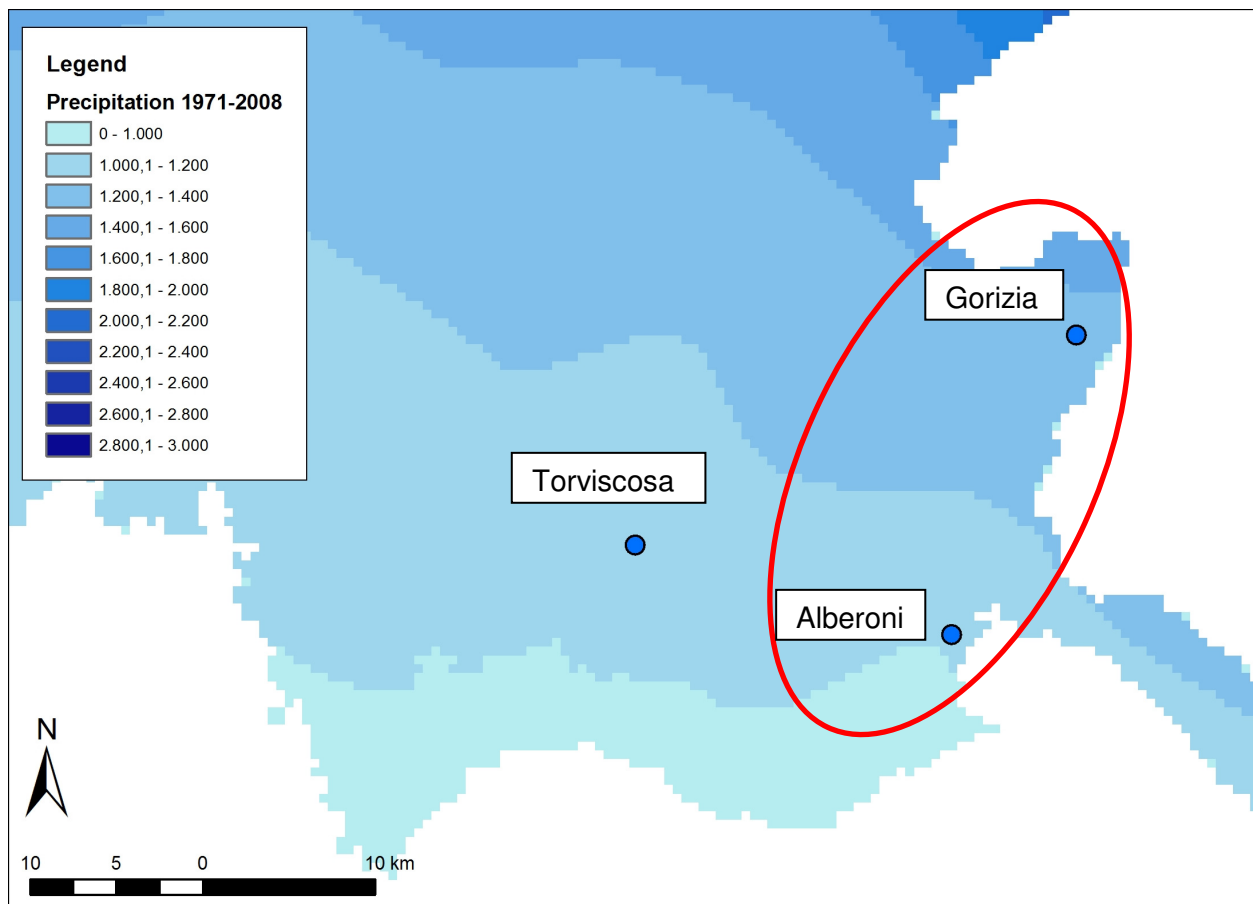 Legend
Precipitation 1971-2008
0 - 1.000
1.000,1 - 1.200
1.200,1 - 1.400
1.400,1 - 1.600
1.600,1 - 1.800
1.800,1 - 2.000
2.000,1 - 2.200
2.200,1 - 2.400
2.400,1 - 2.600
2.600,1 - 2.800
2.800,1 - 3.000
Gorizia
Torviscosa
Alberoni
N
10 5 0 10 km